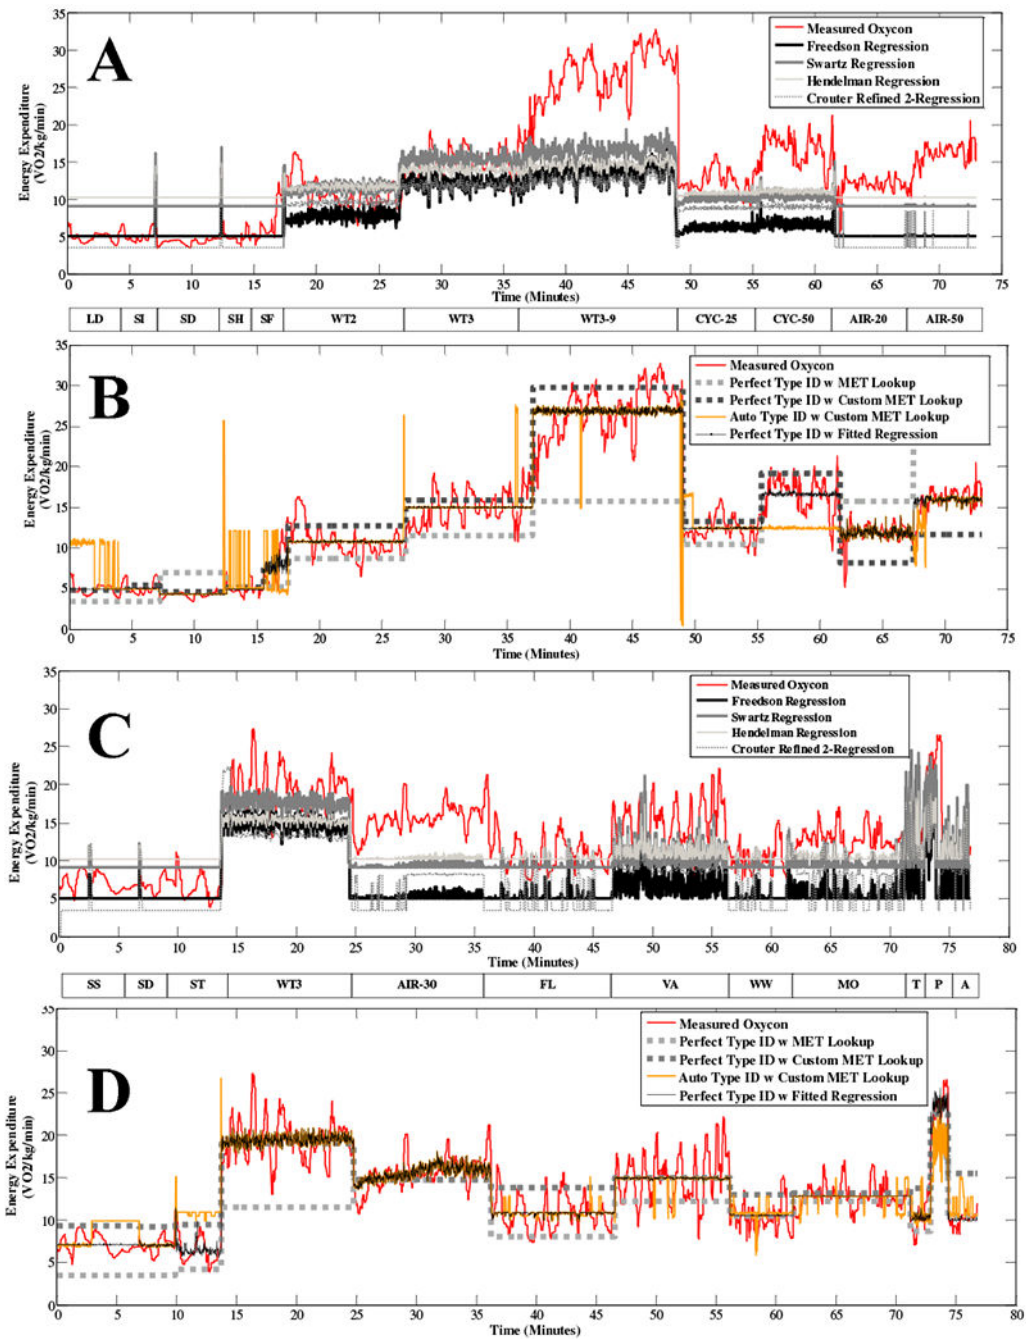 A
Energy Expenditure
(VO2/kg/min)
35
30
25
20
15
10
5
0
Measured Oxycon
Freedson Regression
Swartz Regression
Hendelman Regression
Crouter Refined 2-Regression
0 5 10 15 20 25 30 35 40 45 50 55 60 65 70 75
Time (Minutes)
LD SI SD SH SF WT2 WT3 WT3-9 CYC-25 CYC-50 AIR-20 AIR-50
B
Energy Expenditure
(VO2/kg/min)
35
30
25
20
15
10
5
0
Measured Oxycon
Perfect Type ID w MET Lookup
Perfect Type ID w Custom MET Lookup
Auto Type ID w Custom MET Lookup
Perfect Type ID w Fitted Regression
0 5 10 15 20 25 30 35 40 45 50 55 60 65 70 75
Time (Minutes)
C
Energy Expenditure
(VO2/kg/min)
35
30
25
20
15
10
5
0
Measured Oxycon
Freedson Regression
Swartz Regression
Hendelman Regression
Crouter Refined 2-Regression
0 5 10 15 20 25 30 35 40 45 50 55 60 65 70 75 80
Time (Minutes)
SS SD ST WT3 AIR-30 FL VA WW MO T P A
D
Energy Expenditure
(VO2/kg/min)
35
30
25
20
15
10
5
0
Measured Oxycon
Perfect Type ID w MET Lookup
Perfect Type ID w Custom MET Lookup
Auto Type ID w Custom MET Lookup
Perfect Type ID w Fitted Regression
0 5 10 15 20 25 30 35 40 45 50 55 60 65 70 75 80
Time (Minutes)